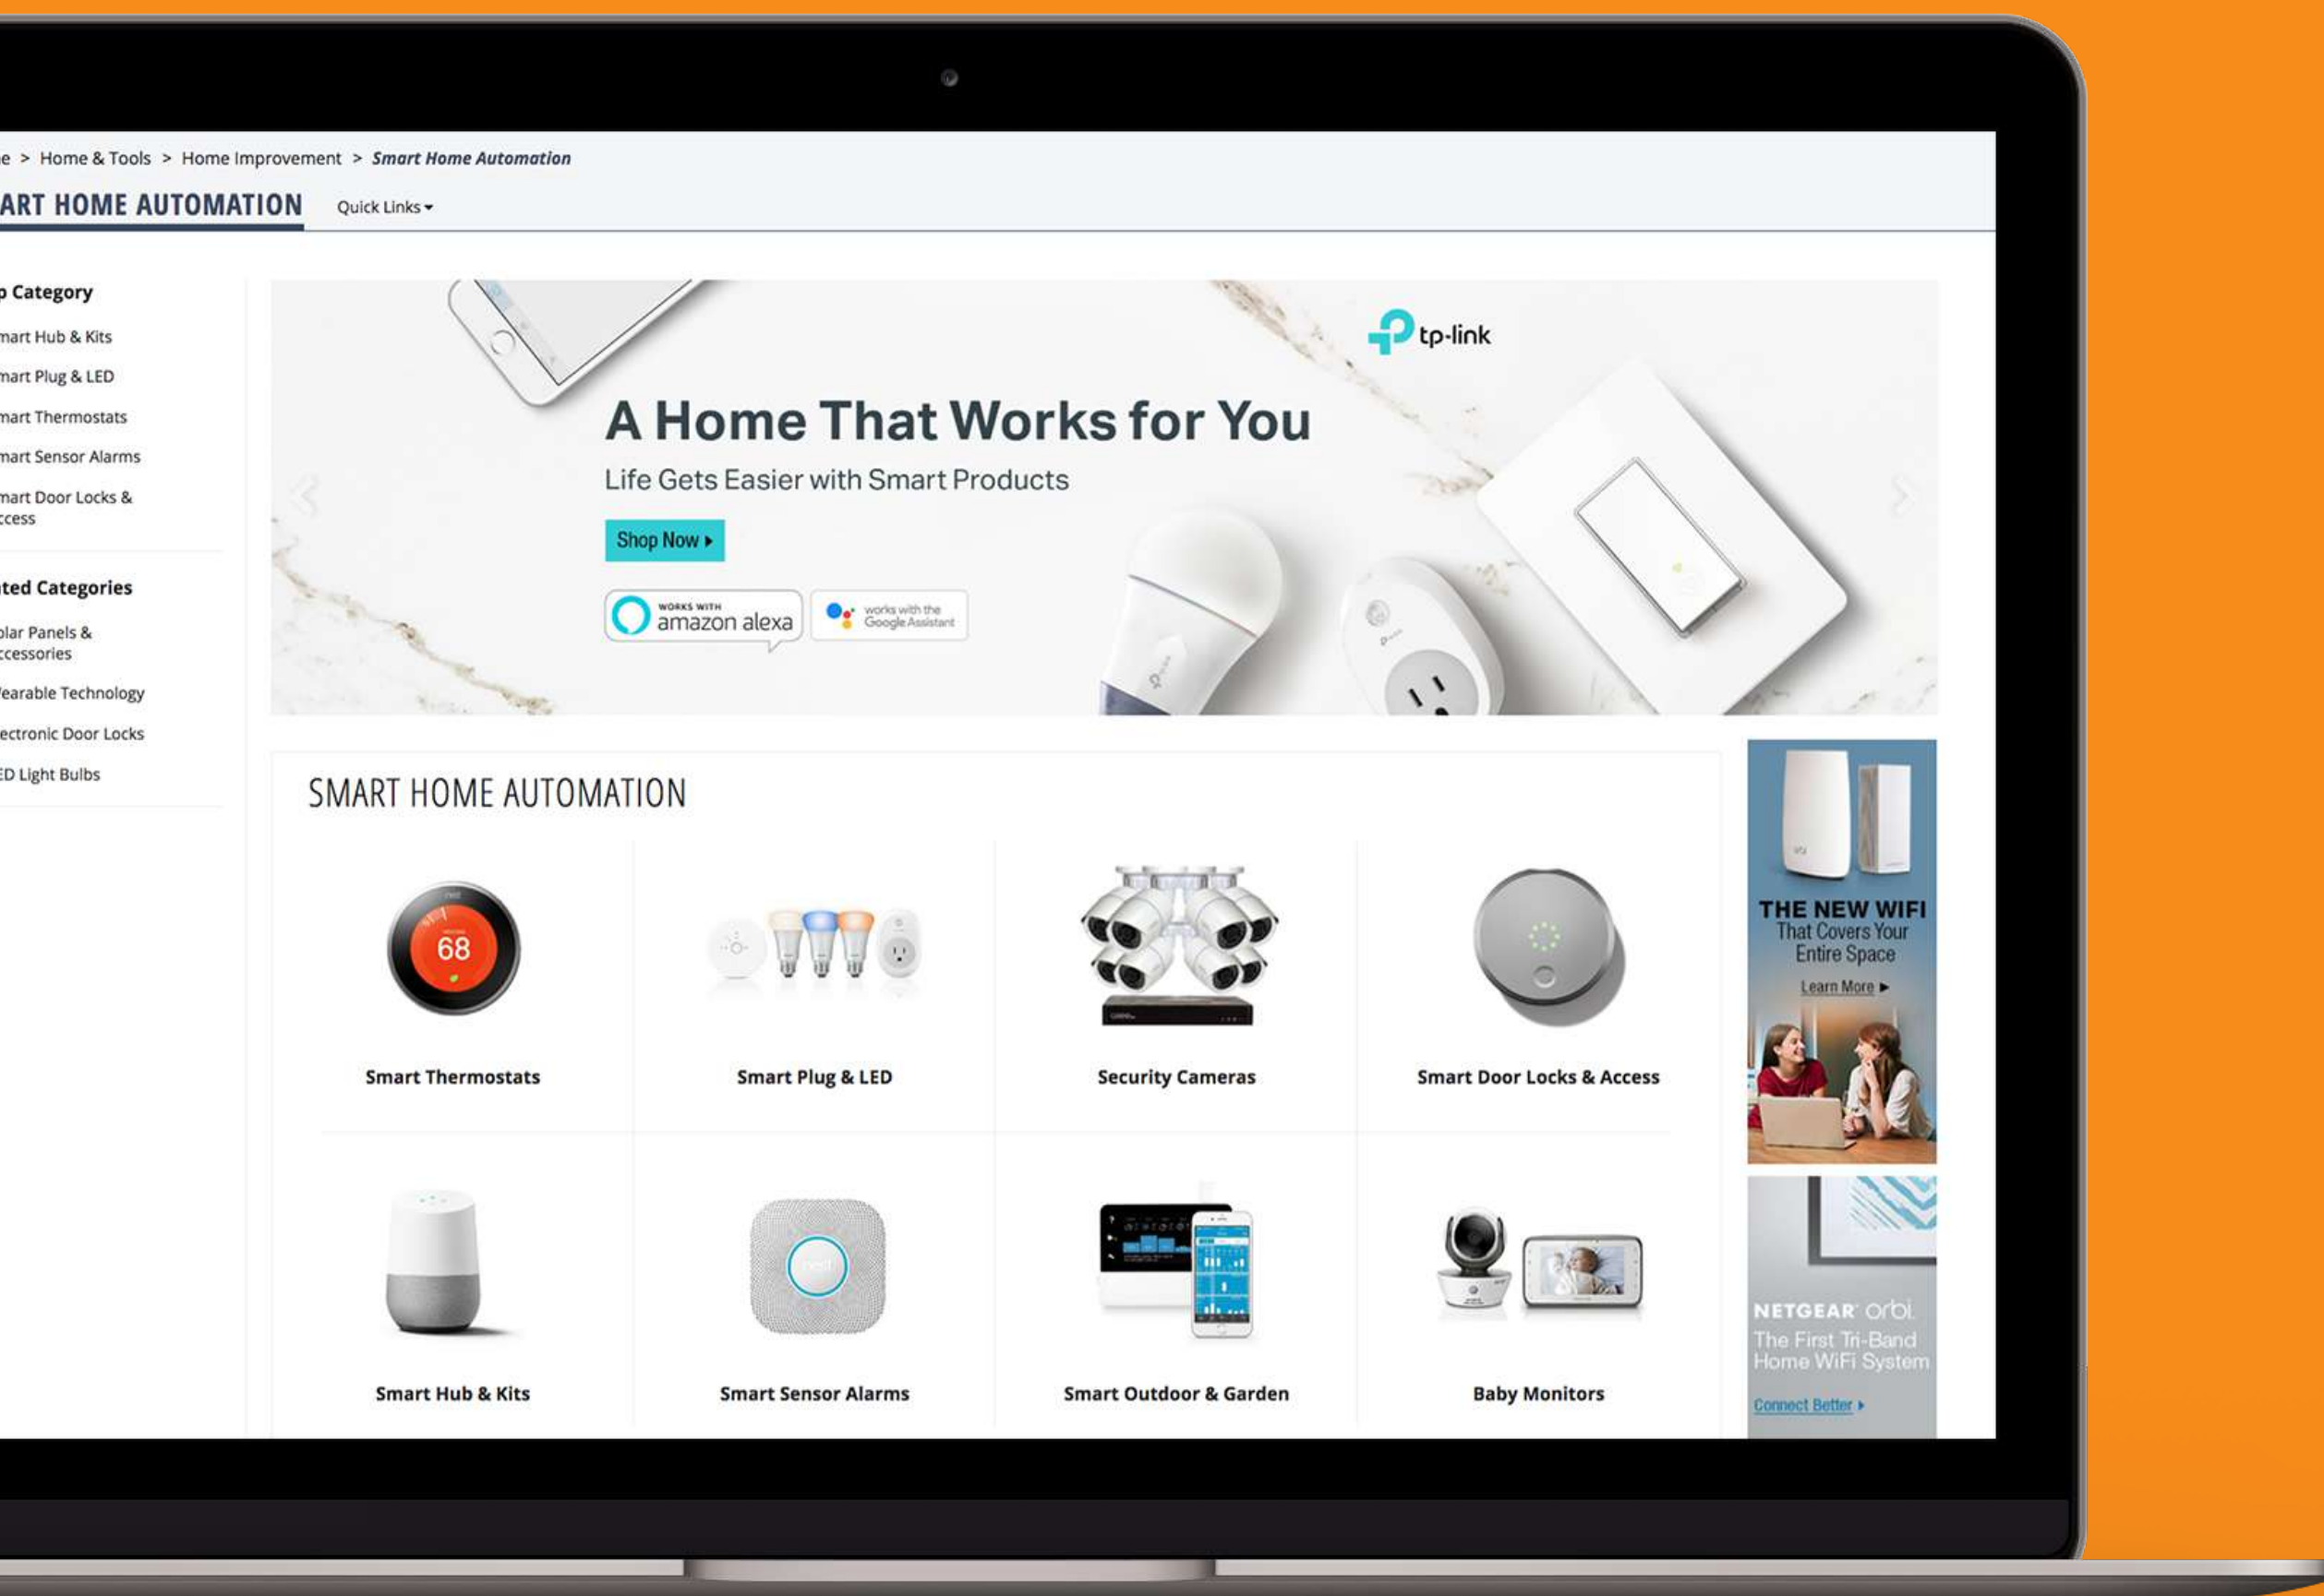 e > Home & Tools > Home Improvement > Smart Home Automation
ART HOME AUTOMATION
Quick Links
p Category
mart Hub & Kits
mart Plug & LED
mart Thermostats
mart Sensor Alarms
mart Door Locks &
ccess
ted Categories
olar Panels &
ccessories
earable Technology
ectronic Door Locks
ED Light Bulbs
tp-link
A Home That Works for You
Life Gets Easier with Smart Products
Shop Now
WORKS WITH
amazon alexa
works with the
Google Assistant
SMART HOME AUTOMATION
nest
68
Smart Thermostats
Smart Plug & LED
Security Cameras
Smart Door Locks & Access
nest
Smart Hub & Kits
Smart Sensor Alarms
Smart Outdoor & Garden
Baby Monitors
THE NEW WIFI
That Covers Your
Entire Space
Learn More
NETGEAR orbi
The First Tri-Band
Home WiFi System
Connect Better